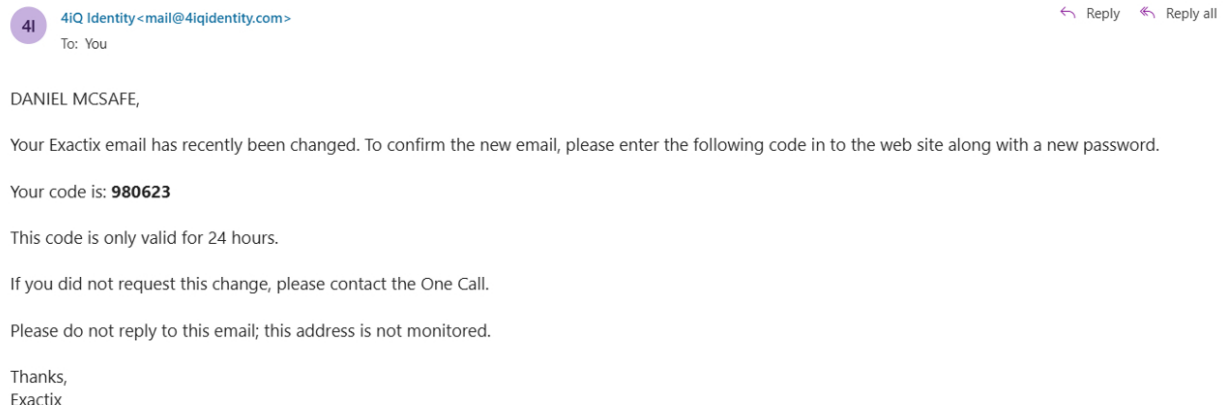 4I
4iQ Identity<mail@4iqidentity.com>
Reply
Reply all
To: You
DANIEL MCSAFE,
Your Exactix email has recently been changed. To confirm the new email, please enter the following code in to the web site along with a new password.
Your code is: 980623
This code is only valid for 24 hours.
If you did not request this change, please contact the One Call.
Please do not reply to this email; this address is not monitored.
Thanks,
Exactix